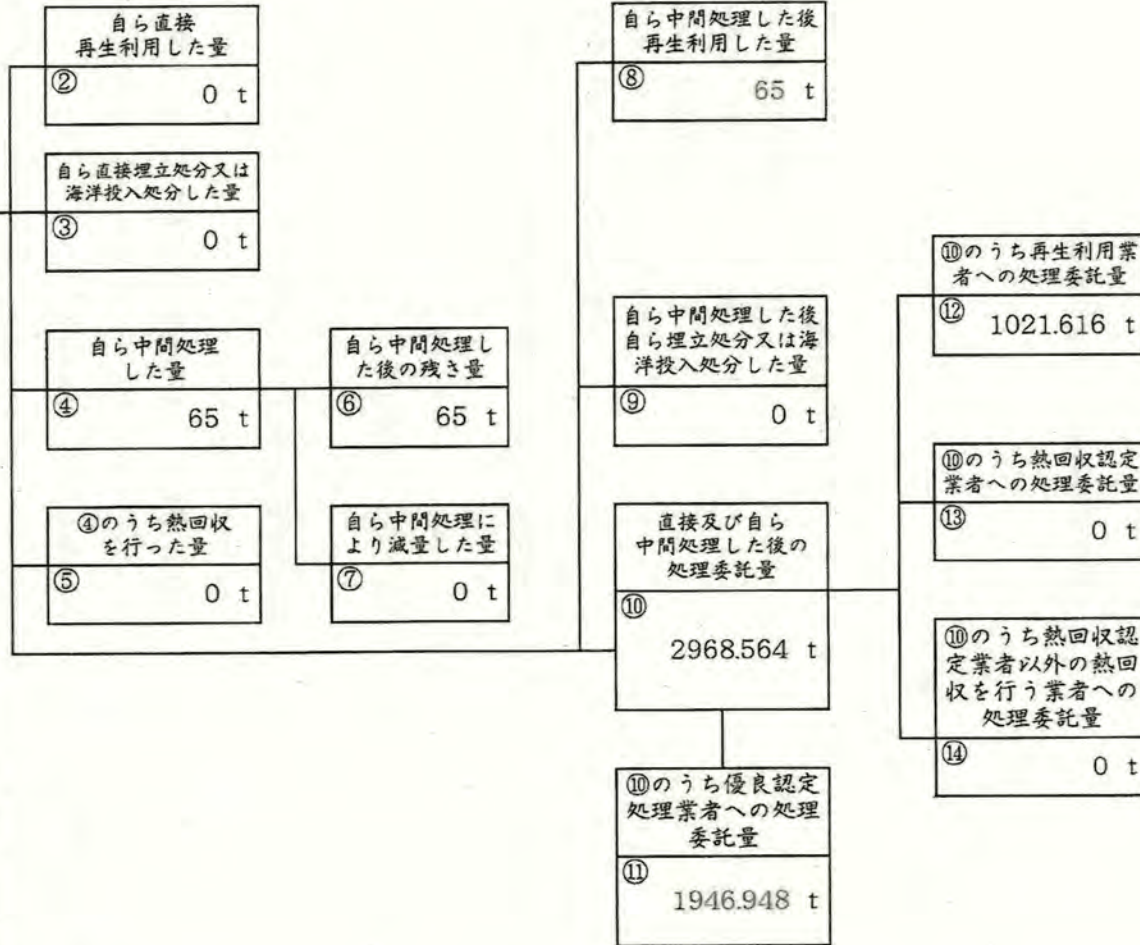 自ら直接
再生利用した量
②
0 t
自ら直接埋立処分又は
海洋投入処分した量
③
0 t
自ら中間処理
した量
④
65 t
④のうち熱回収
を行った量
⑤
0 t
自ら中間処理し
た後の残さ量
⑥
65 t
自ら中間処理に
より減量した量
⑦
0 t
自ら中間処理した後
再生利用した量
⑧
65 t
自ら中間処理した後
自ら埋立処分又は海
洋投入処分した量
⑨
0 t
直接及び自ら
中間処理した後の
処理委託量
⑩
2968.564 t
⑩のうち優良認定
処理業者への処理
委託量
⑪
1946.948 t
⑩のうち再生利用業
者への処理委託量
⑫
1021.616 t
⑩のうち熱回収認定
業者への処理委託量
⑬
0 t
⑩のうち熱回収認
定業者以外の熱回
収を行う業者への
処理委託量
⑭
0 t